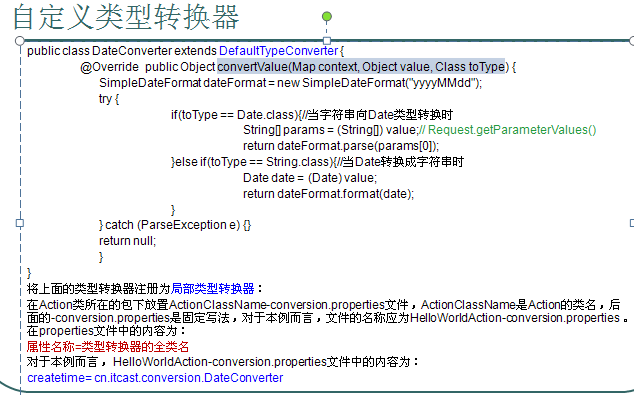 自定义类型转换器
public class DateConverter extends DefaultTypeConverter {
@Override public Object convertValue(Map context, Object value, Class toType) {
SimpleDateFormat dateFormat = new SimpleDateFormat("yyyyMMdd");
try {
if(toType == Date.class){//当字符串向Date类型转换时
String[] params = (String[]) value;// Request.getParameterValues()
return dateFormat.parse(params[0]);
}else if(toType == String.class){//当Date转换成字符串时
Date date = (Date) value;
return dateFormat.format(date);
}
} catch (ParseException e) {}
return null;
}
}
将上面的类型转换器注册为局部类型转换器：
在Action类所在的包下放置ActionClassName-conversion.properties文件，ActionClassName是Action的类名，后
面的-conversion.properties是固定写法，对于本例而言，文件的名称应为HelloWorldAction-conversion.properties 。
在properties文件中的内容为：
属性名称=类型转换器的全类名
对于本例而言，HelloWorldAction-conversion.properties文件中的内容为：
createtime= cn.itcast.conversion.DateConverter